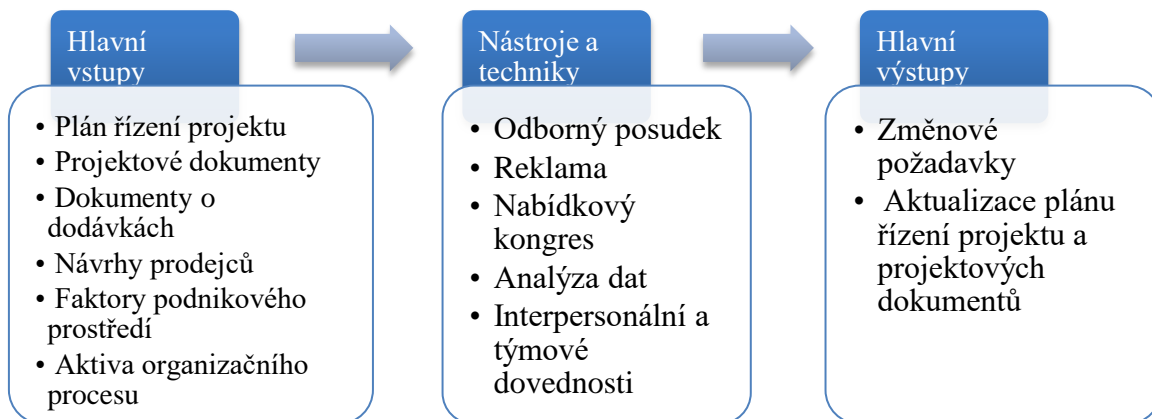 Hlavní
vstupy
• Plán řízení projektu
• Projektové dokumenty
• Dokumenty o
dodávkách
• Návrhy prodejců
• Faktory podnikového
prostředí
• Aktiva organizačního
procesu
Nástroje a
techniky
• Odborný posudek
• Reklama
• Nabídkový
kongres
• Analýza dat
• Interpersonální a
týmové
dovednosti
Hlavní
výstupy
• Změnové
požadavky
• Aktualizace plánu
řízení projektu a
projektových
dokumentů